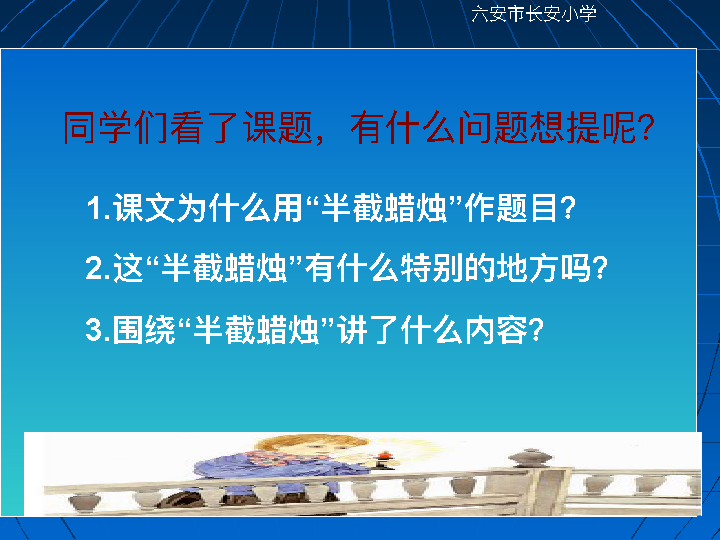 六安市长安小学
同学们看了课题，有什么问题想提呢?
1.课文为什么用“半截蜡烛”作题目?
2.这“半截蜡烛”有什么特别的地方吗?
3.围绕“半截蜡烛”讲了什么内容?